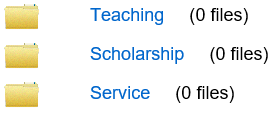 Teaching (0 files)
Scholarship (0 files)
Service (0 files)